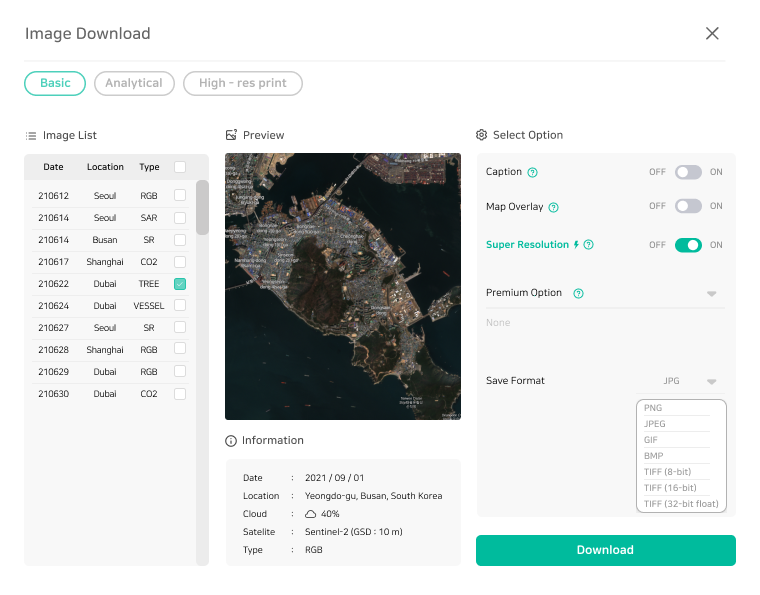 Image Download
Basic
Analytical
High - res print
Image List
Date Location Type
210612 Seoul RGB
210614 Seoul SAR
210614 Busan SR
210617 Shanghai CO2
210622 Dubai TREE
210624 Dubai VESSEL
210627 Seoul SR
210628 Shanghai RGB
210629 Dubai RGB
210630 Dubai CO2
Preview
Information
Date : 2021 / 09 / 01
Location : Yeongdo-gu, Busan, South Korea
Cloud : 40%
Satelite : Sentinel-2 (GSD : 10 m)
Type : RGB
Select Option
Caption ? OFF ON
Map Overlay ? OFF ON
Super Resolution ? OFF ON
Premium Option ?
None
Save Format JPG
PNG
JPEG
GIF
BMP
TIFF (8-bit)
TIFF (16-bit)
TIFF (32-bit float)
Download